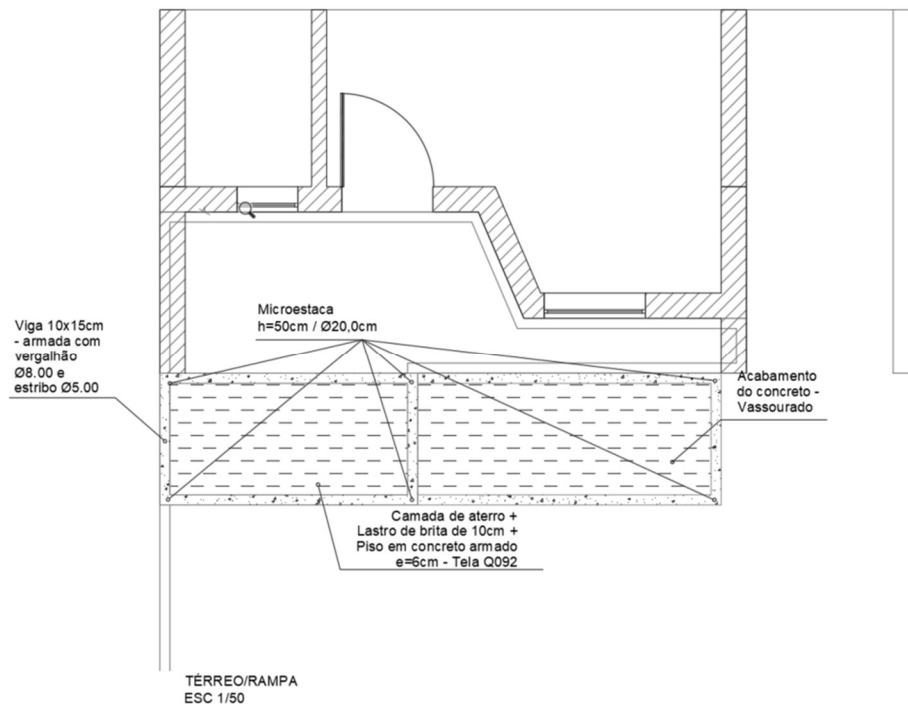 Microestaca
h=50cm / Ø20,0cm
Viga 10x15cm
- armada com
vergalhão
Ø8.00 e
estribo Ø5.00
Acabamento
do concreto -
Vassourado
Camada de aterro +
Lastro de brita de 10cm +
Piso em concreto armado
e=6cm - Tela Q092
TÉRREO/RAMPA
ESC 1/50